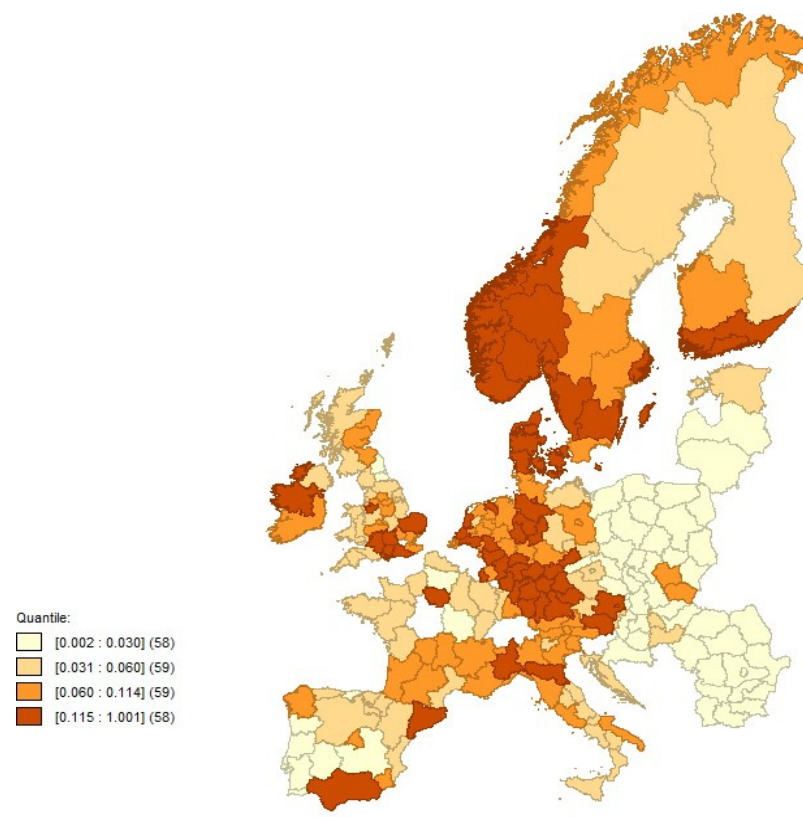 Quantile:
[0.002 : 0.030] (58)
[0.031 : 0.060] (59)
[0.060 : 0.114] (59)
[0.115 : 1.001] (58)